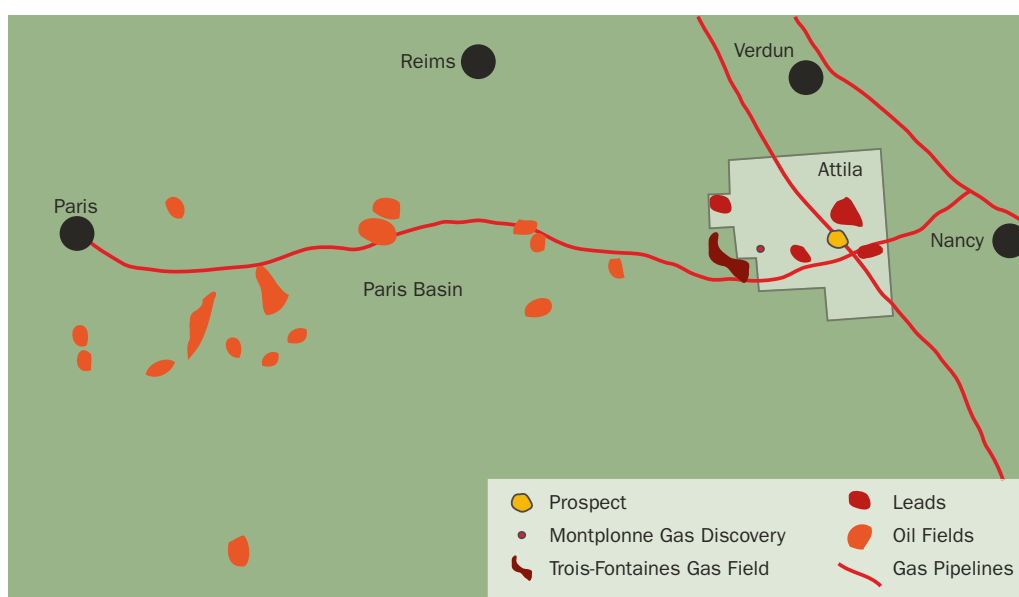 Reims
Verdun
Attila
Paris
Nancy
Paris Basin
Prospect
Leads
Montplonne Gas Discovery
Oil Fields
Trois-Fontaines Gas Field
Gas Pipelines